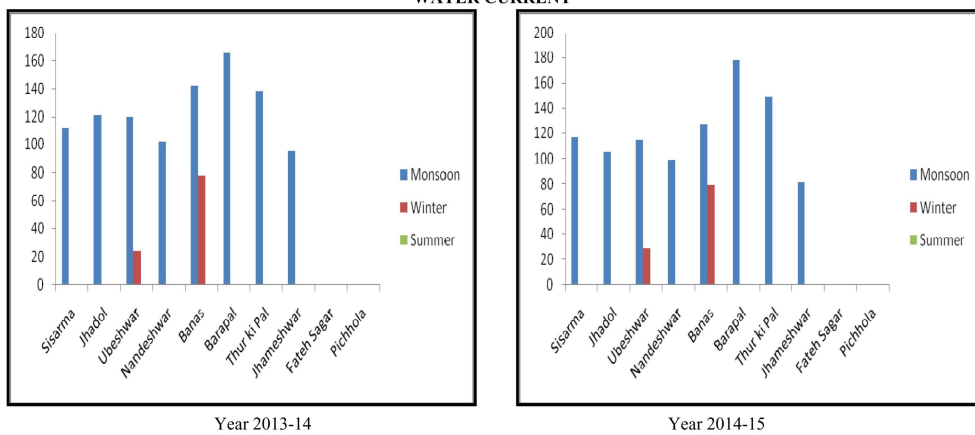 WATER CURRENT
180
160
140
120
100
80
60
40
20
0
Sisarma
Jhadol
Ubeshwar
Nandeshwar
Banas
Barapal
Thur ki Pal
Jhameshwar
Fateh Sagar
Pichhola
Monsoon
Winter
Summer
Year 2013-14
200
180
160
140
120
100
80
60
40
20
0
Sisarma
Jhadol
Ubeshwar
Nandeshwar
Banas
Barapal
Thur ki Pal
Jhameshwar
Fateh Sagar
Pichhola
Monsoon
Winter
Summer
Year 2014-15